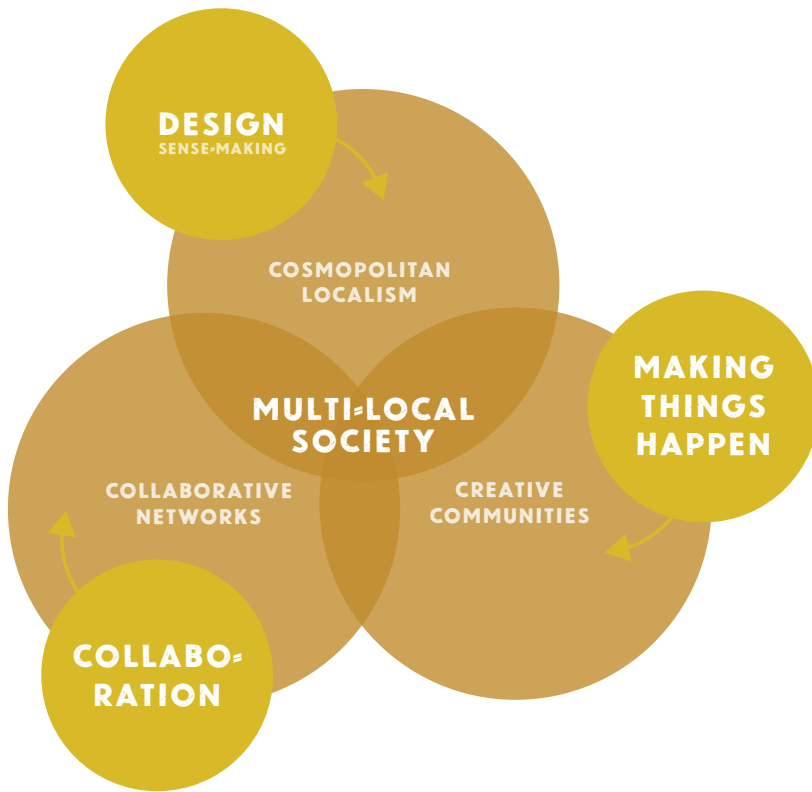 DESIGN
SENSE-MAKING
COSMOPOLITAN
LOCALISM
MAKING
THINGS
HAPPEN
MULTI-LOCAL
SOCIETY
COLLABORATIVE
NETWORKS
CREATIVE
COMMUNITIES
COLLABO-
RATION